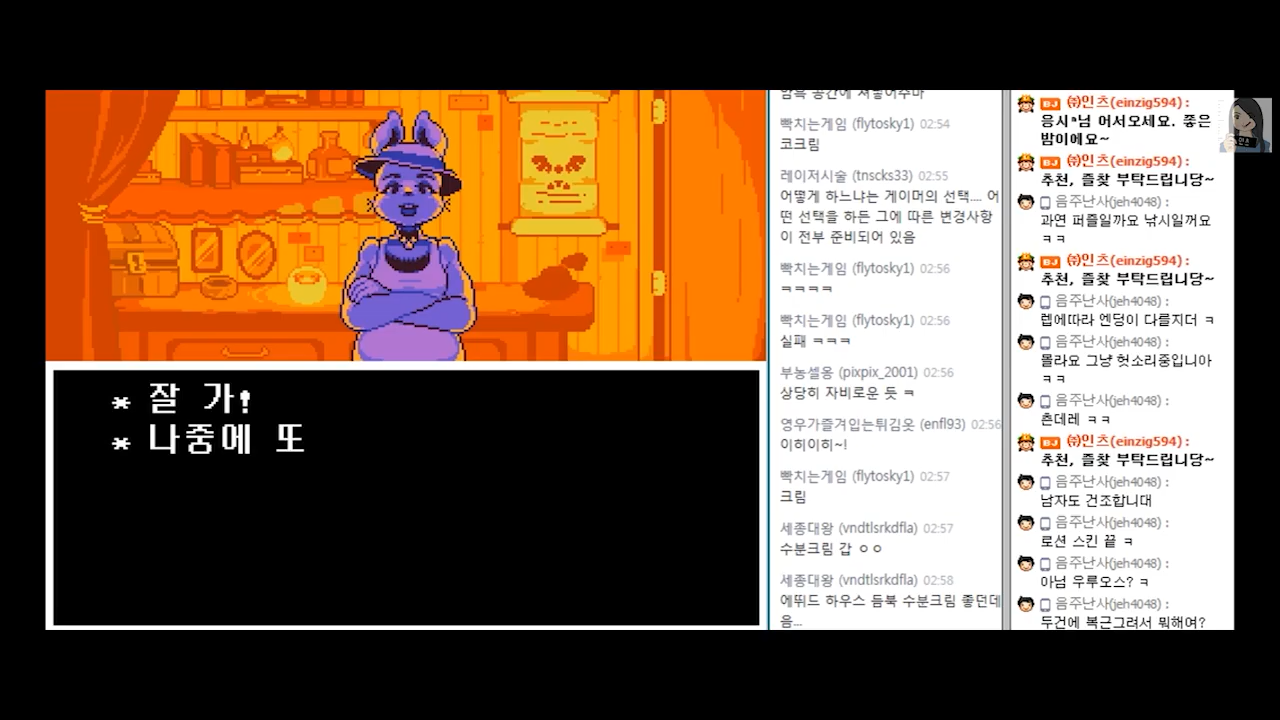 * 잘 가!
* 나중에 또
암흑 공간에 쳐넣어주마
빡치는게임 (flytosky1) 02:54
코크림
레이저시술 (tnscks33) 02:55
어떻게 하느냐는 게이머의 선택.... 어
떤 선택을 하든 그에 따른 변경사항
이 전부 준비되어 있음
빡치는게임 (flytosky1) 02:56
ㅋㅋㅋㅋ
빡치는게임 (flytosky1) 02:56
실패 ㅋㅋㅋ
부농셀옹 (pixpix_2001) 02:56
상당히 자비로운 듯 ㅋ
영우가즐겨입는튀김옷 (enfl93) 02:56
이히이히~!
빡치는게임 (flytosky1) 02:57
크림
세종대왕 (vndtlsrkdfla) 02:57
수분크림 갑 ㅇㅇ
세종대왕 (vndtlsrkdfla) 02:58
에뛰드 하우스 듬북 수분크림 좋던데
음...
BJ ㈜인츠(einzig594) :
응시*님 어서오세요. 좋은
밤이에요~
BJ ㈜인츠(einzig594) :
추천, 즐찾 부탁드립니당~
음주난사(jeh4048) :
과연 퍼즐일까요 낚시일꺼요
ㅋㅋ
BJ ㈜인츠(einzig594) :
추천, 즐찾 부탁드립니당~
음주난사(jeh4048) :
렙에따라 엔딩이 다를지더 ㅋ
음주난사(jeh4048) :
몰라요 그냥 헛소리중입니아
ㅋㅋ
음주난사(jeh4048) :
츤데레 ㅋㅋ
BJ ㈜인츠(einzig594) :
추천, 즐찾 부탁드립니당~
음주난사(jeh4048) :
남자도 건조합니대
음주난사(jeh4048) :
로션 스킨 끝 ㅋ
음주난사(jeh4048) :
아넘 우루오스? ㅋ
음주난사(jeh4048) :
두건에 복근그려서 뭐해여?